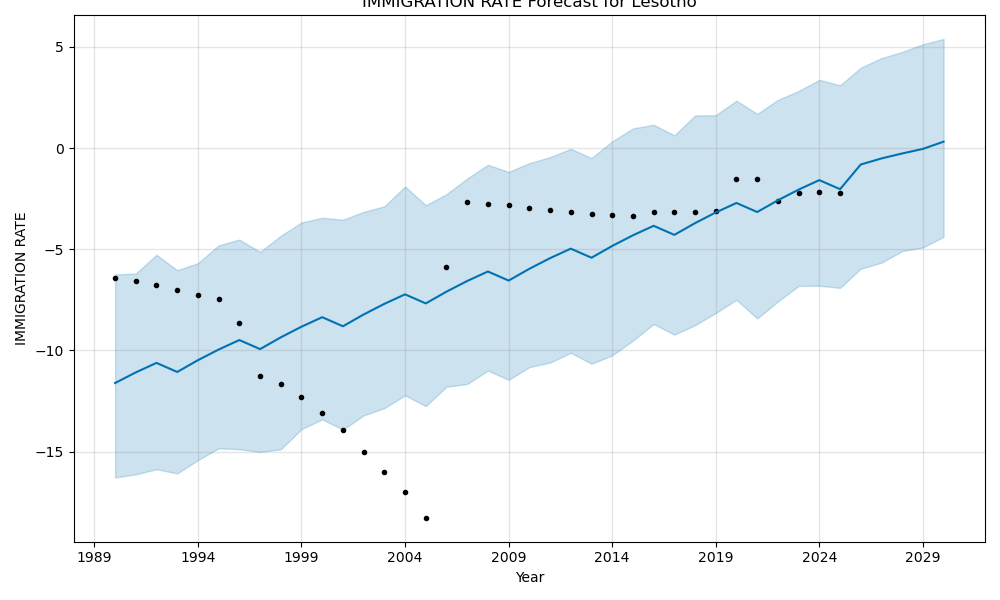 IMMIGRATION RATE Forecast for Lesotho
5
0
−5
−10
−15
IMMIGRATION RATE
1989 1994 1999 2004 2009 2014 2019 2024 2029
Year